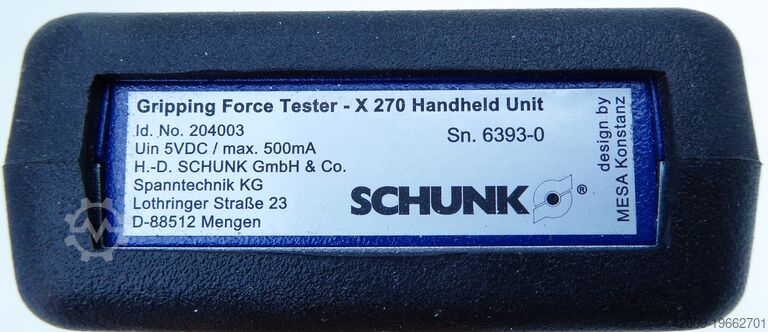 Gripping Force Tester - X 270 Handheld Unit
Id. No. 204003
Uin 5VDC / max. 500mA
Sn. 6393-0
H.-D. SCHUNK GmbH & Co.
Spanntechnik KG
Lothringer Straße 23
D-88512 Mengen
SCHUNK ®
design by
MESA Konstanz
19662701